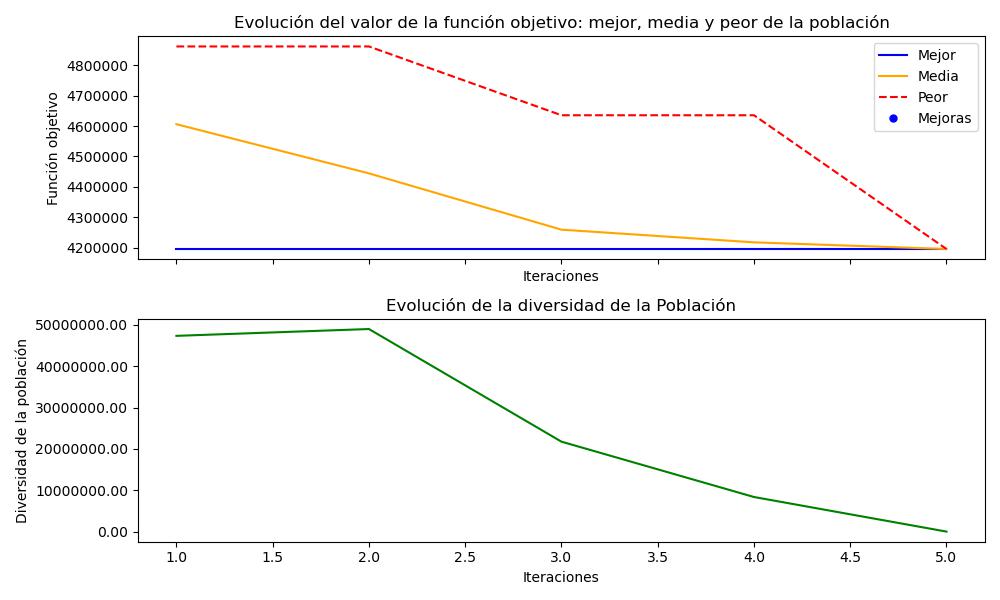 Evolución del valor de la función objetivo: mejor, media y peor de la población
Función objetivo
4800000
4700000
4600000
4500000
4400000
4300000
4200000
Mejor
Media
Peor
Mejoras
Iteraciones
Evolución de la diversidad de la Población
Diversidad de la población
50000000.00
40000000.00
30000000.00
20000000.00
10000000.00
0.00
1.0 1.5 2.0 2.5 3.0 3.5 4.0 4.5 5.0
Iteraciones